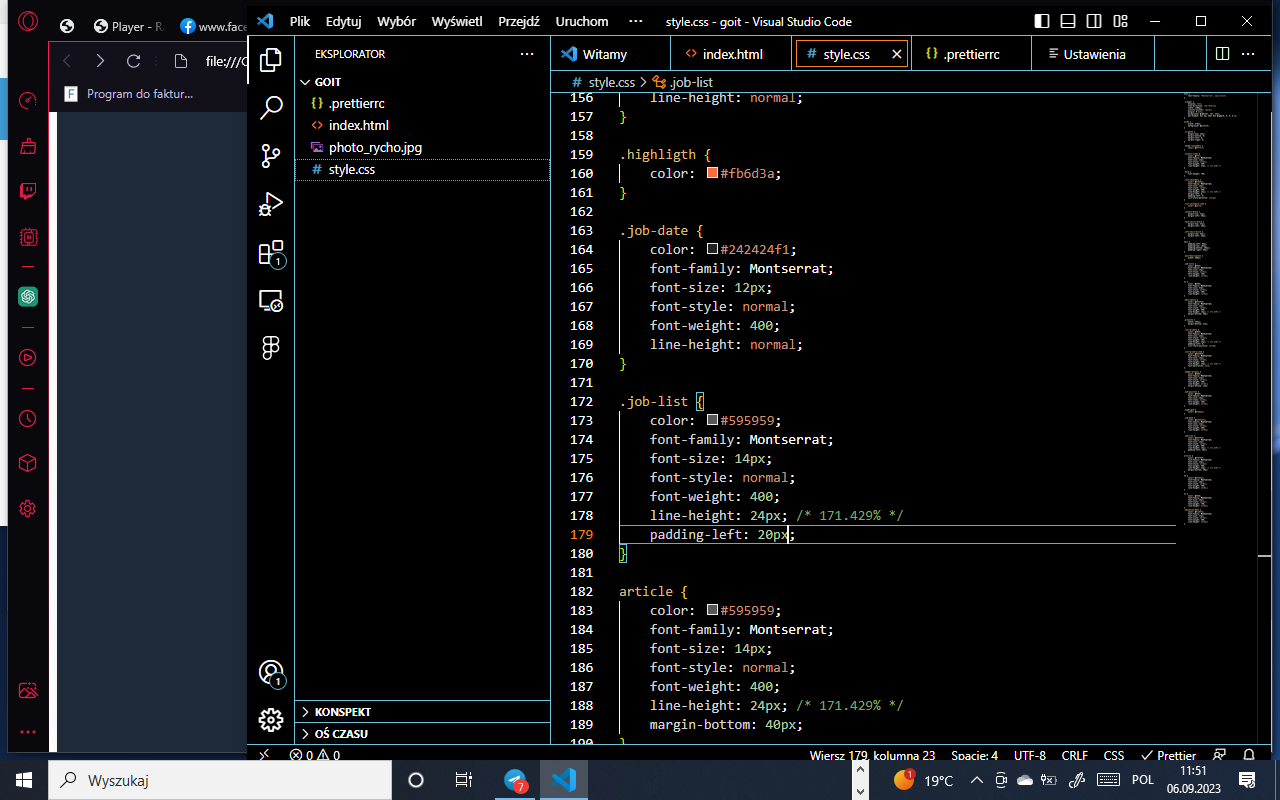 Player - Ra
www.face
file:///C
Program do faktur...
Plik Edytuj Wybór Wyświetl Przejdź Uruchom ··· style.css - goit - Visual Studio Code
EKSPLORATOR ···
GOIT
{} .prettierrc
<> index.html
photo_rycho.jpg
# style.css
KONSPEKT
OŚ CZASU
1
1
Witamy <> index.html # style.css {} .prettierrc Ustawienia ···
# style.css > .job-list
156 line-height: normal;
157 }
158
159 .highligth {
160 color: #fb6d3a;
161 }
162
163 .job-date {
164 color: #242424f1;
165 font-family: Montserrat;
166 font-size: 12px;
167 font-style: normal;
168 font-weight: 400;
169 line-height: normal;
170 }
171
172 .job-list {
173 color: #595959;
174 font-family: Montserrat;
175 font-size: 14px;
176 font-style: normal;
177 font-weight: 400;
178 line-height: 24px; /* 171.429% */
179 padding-left: 20px;
180 }
181
182 article {
183 color: #595959;
184 font-family: Montserrat;
185 font-size: 14px;
186 font-style: normal;
187 font-weight: 400;
188 line-height: 24px; /* 171.429% */
189 margin-bottom: 40px;
190 }
0 0 Wiersz 179, kolumna 23 Spacje: 4 UTF-8 CRLF CSS Prettier
Wyszukaj
7
1
19°C
POL
11:51
06.09.2023